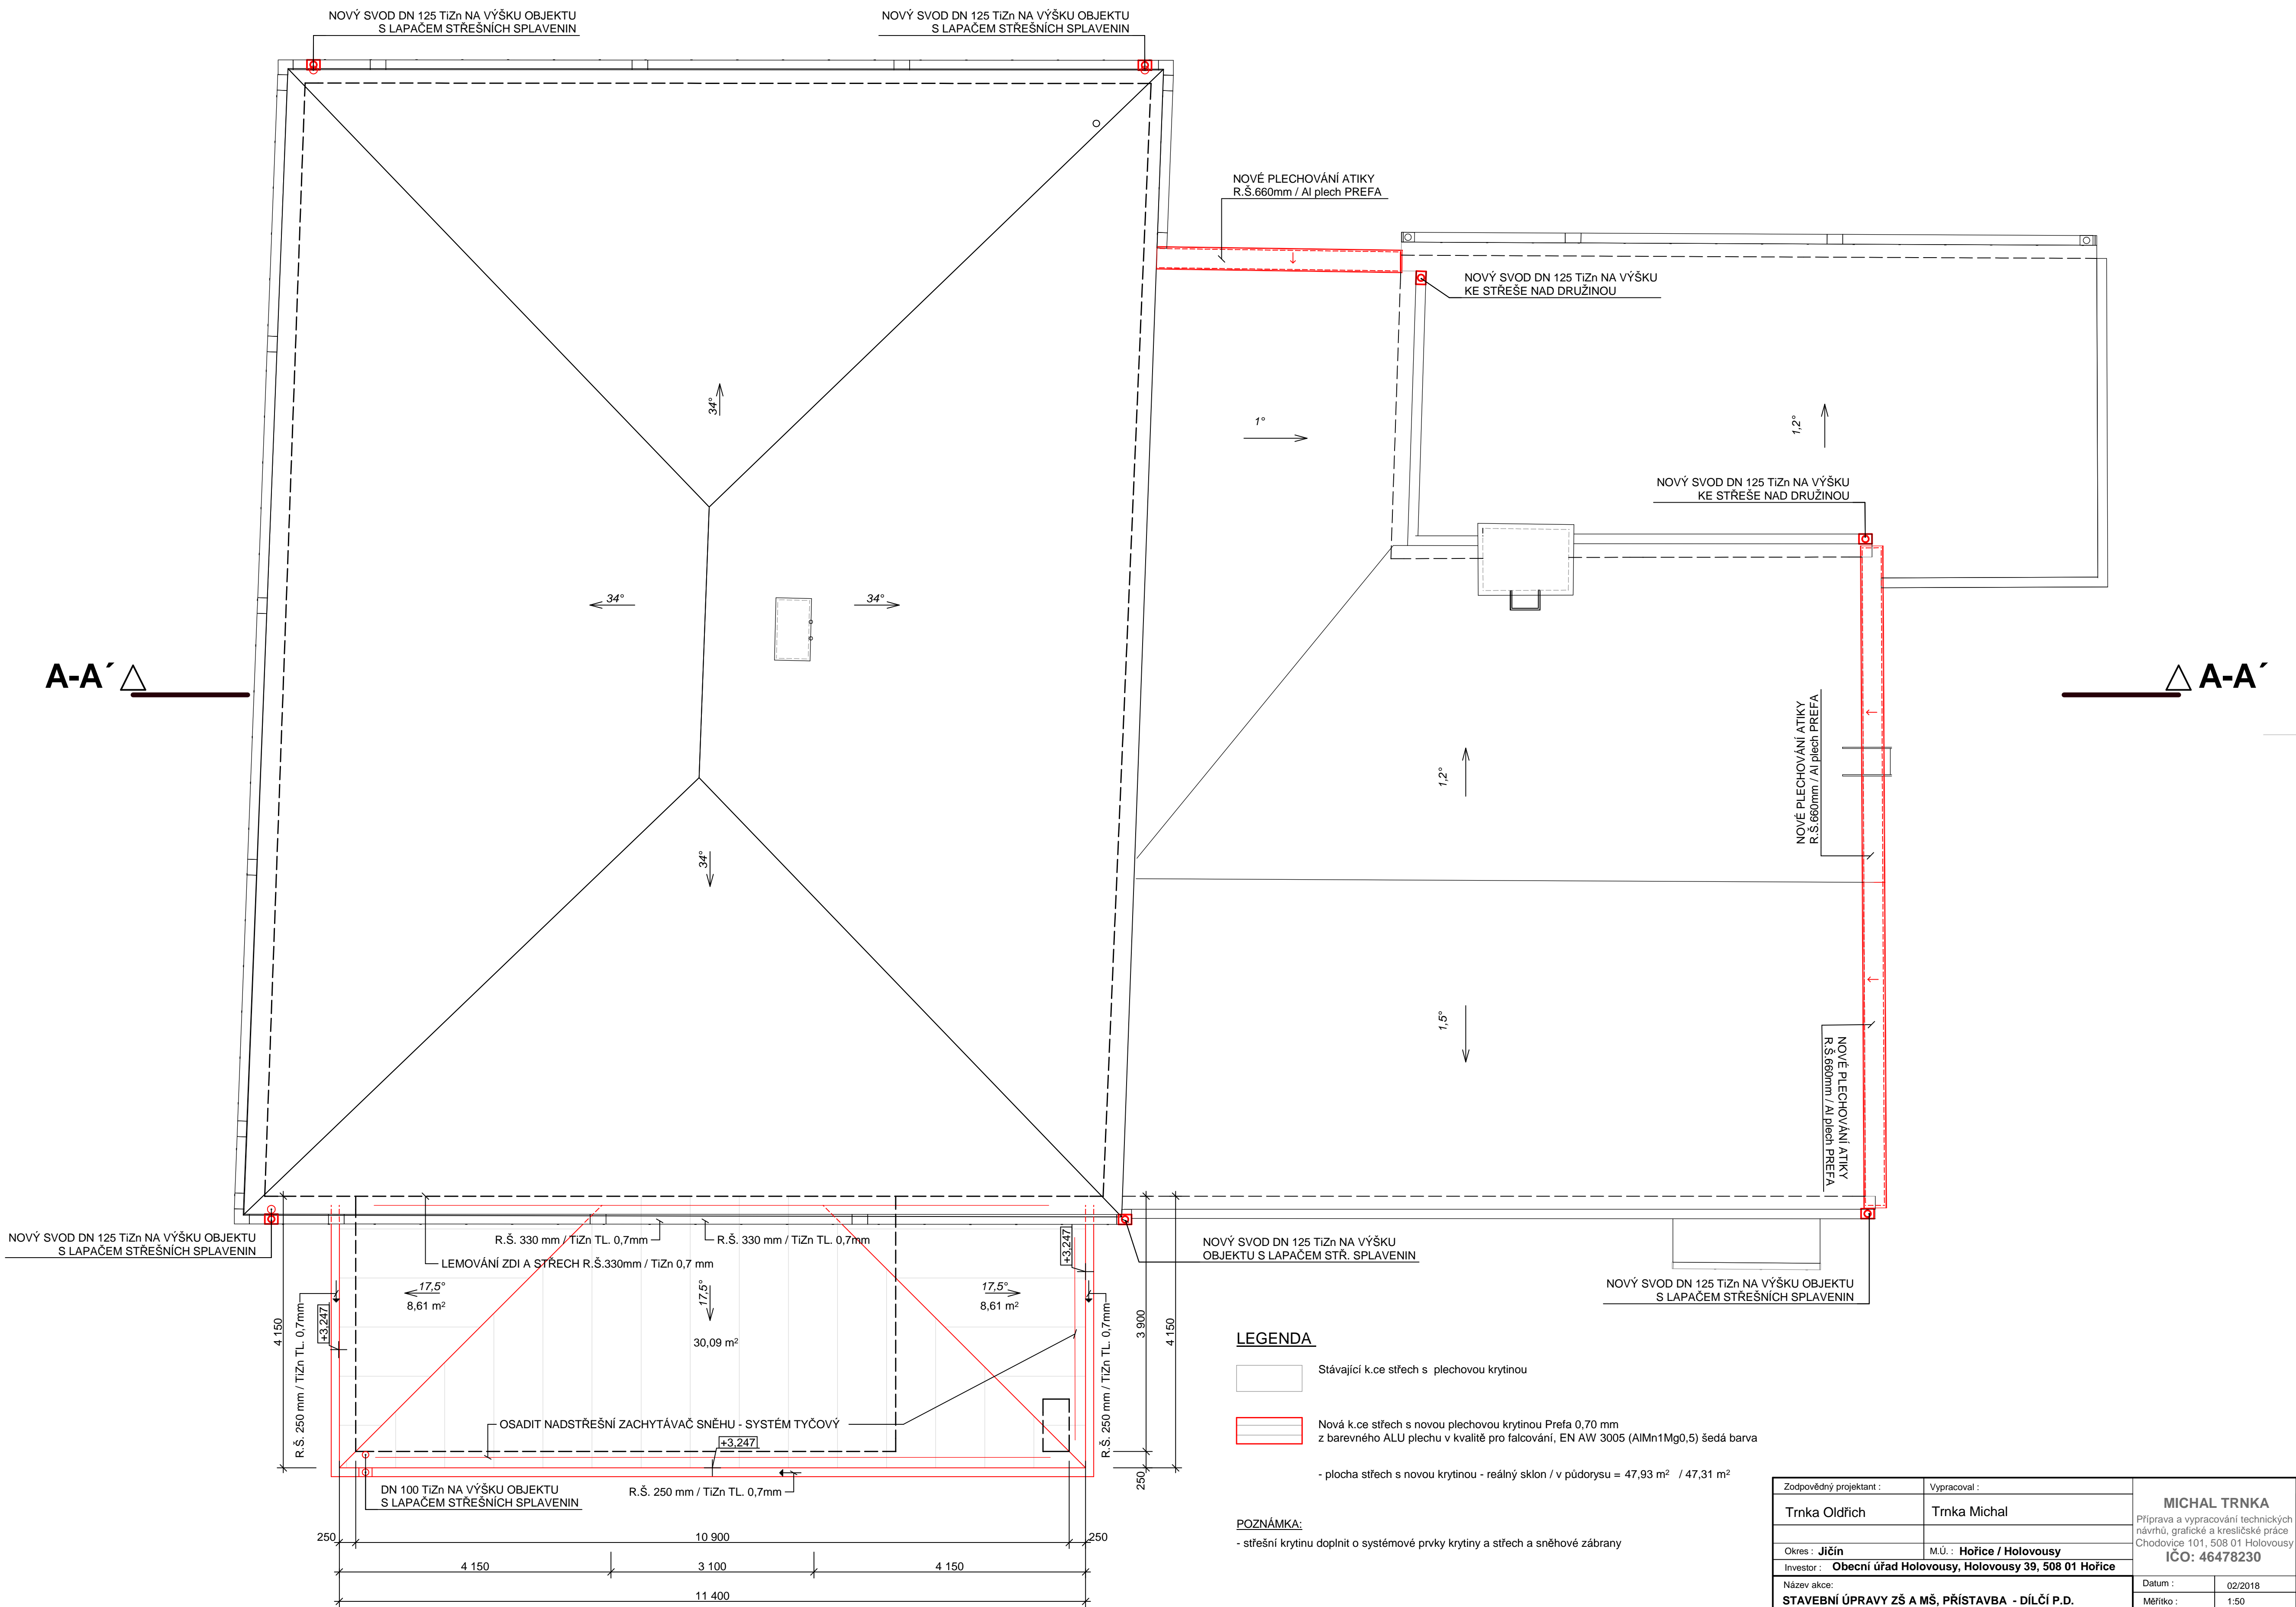 NOVÝ SVOD DN 125 TiZn NA VÝŠKU OBJEKTU
S LAPAČEM STŘEŠNÍCH SPLAVENIN
NOVÝ SVOD DN 125 TiZn NA VÝŠKU OBJEKTU
S LAPAČEM STŘEŠNÍCH SPLAVENIN
NOVÉ PLECHOVÁNÍ ATIKY
R.Š.660mm / Al plech PREFA
NOVÝ SVOD DN 125 TiZn NA VÝŠKU
KE STŘEŠE NAD DRUŽINOU
34°
1°
1,2°
NOVÝ SVOD DN 125 TiZn NA VÝŠKU
KE STŘEŠE NAD DRUŽINOU
34°
34°
A-A´
A-A´
NOVÉ PLECHOVÁNÍ ATIKY
R.Š.660mm / Al plech PREFA
1,2°
34°
1,5°
NOVÉ PLECHOVÁNÍ ATIKY
R.Š.660mm / Al plech PREFA
NOVÝ SVOD DN 125 TiZn NA VÝŠKU OBJEKTU
S LAPAČEM STŘEŠNÍCH SPLAVENIN
R.Š. 330 mm / TiZn TL. 0,7mm
R.Š. 330 mm / TiZn TL. 0,7mm
LEMOVÁNÍ ZDI A STŘECH R.Š.330mm / TiZn 0,7 mm
+3,247
NOVÝ SVOD DN 125 TiZn NA VÝŠKU
OBJEKTU S LAPAČEM STŘ. SPLAVENIN
NOVÝ SVOD DN 125 TiZn NA VÝŠKU OBJEKTU
S LAPAČEM STŘEŠNÍCH SPLAVENIN
17,5°
8,61 m²
17,5°
17,5°
8,61 m²
30,09 m²
4 150
R.Š. 250 mm / TiZn TL. 0,7mm
+3,247
R.Š. 250 mm / TiZn TL. 0,7mm
3 900
4 150
250
OSADIT NADSTŘEŠNÍ ZACHYTÁVAČ SNĚHU - SYSTÉM TYČOVÝ
+3,247
DN 100 TiZn NA VÝŠKU OBJEKTU
S LAPAČEM STŘEŠNÍCH SPLAVENIN
R.Š. 250 mm / TiZn TL. 0,7mm
250
10 900
250
4 150
3 100
4 150
11 400
LEGENDA
Stávající k.ce střech s plechovou krytinou
Nová k.ce střech s novou plechovou krytinou Prefa 0,70 mm
z barevného ALU plechu v kvalitě pro falcování, EN AW 3005 (AlMn1Mg0,5) šedá barva
- plocha střech s novou krytinou - reálný sklon / v půdorysu = 47,93 m² / 47,31 m²
POZNÁMKA:
- střešní krytinu doplnit o systémové prvky krytiny a střech a sněhové zábrany
Zodpovědný projektant :
Vypracoval :
Trnka Oldřich
Trnka Michal
MICHAL TRNKA
Příprava a vypracování technických
návrhů, grafické a kresličské práce
Chodovice 101, 508 01 Holovousy
IČO: 46478230
Okres : Jičín
M.Ú. : Hořice / Holovousy
Investor : Obecní úřad Holovousy, Holovousy 39, 508 01 Hořice
Název akce:
STAVEBNÍ ÚPRAVY ZŠ A MŠ, PŘÍSTAVBA - DÍLČÍ P.D.
Datum :
02/2018
Měřítko :
1:50